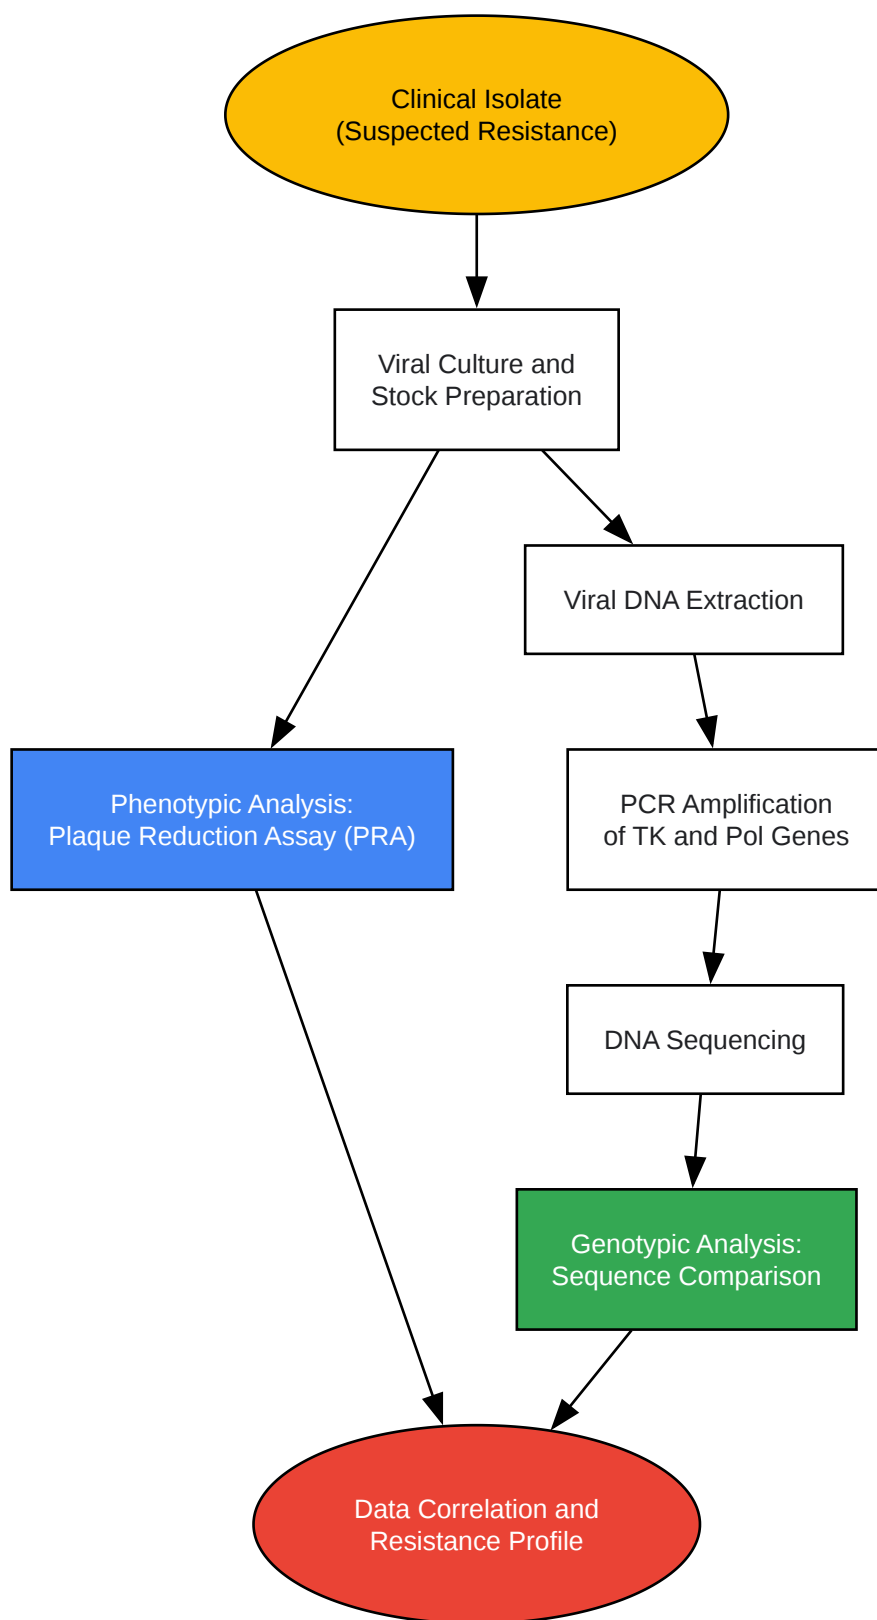 Clinical Isolate
(Suspected Resistance)
Viral Culture and
Stock Preparation
Viral DNA Extraction
Phenotypic Analysis:
Plaque Reduction Assay (PRA)
PCR Amplification
of TK and Pol Genes
DNA Sequencing
Genotypic Analysis:
Sequence Comparison
Data Correlation and
Resistance Profile